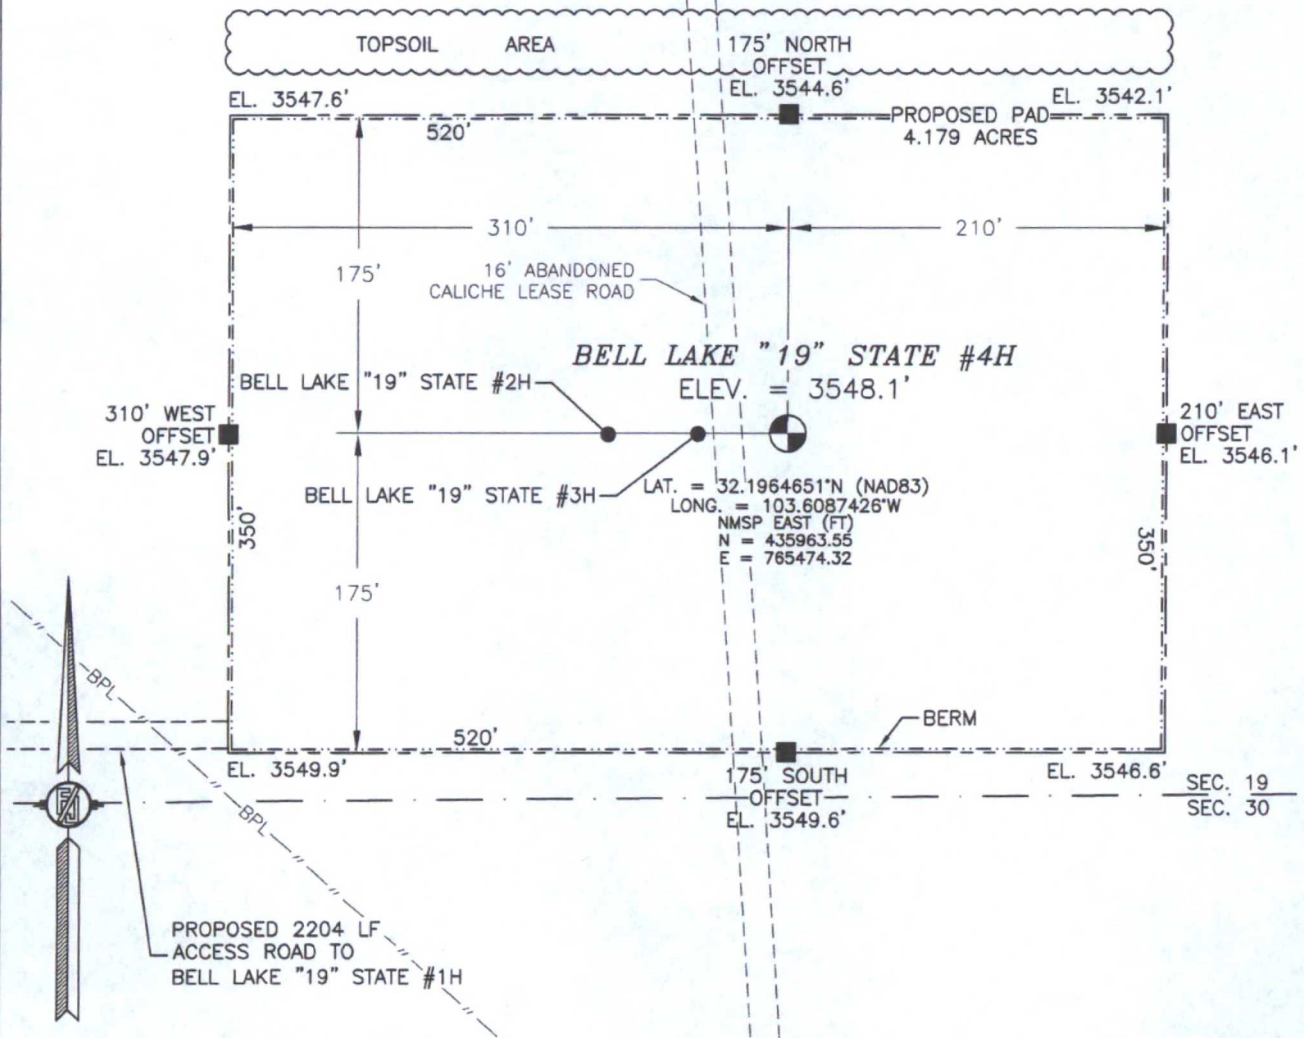 TOPSOIL AREA
175' NORTH
OFFSET
EL. 3544.6'
EL. 3547.6'
EL. 3542.1'
520'
PROPOSED PAD
4.179 ACRES
310'
210'
175'
16' ABANDONED
CALICHE LEASE ROAD
BELL LAKE "19" STATE #4H
ELEV. = 3548.1'
BELL LAKE "19" STATE #2H
310' WEST
OFFSET
EL. 3547.9'
210' EAST
OFFSET
EL. 3546.1'
BELL LAKE "19" STATE #3H
LAT. = 32.1964651°N (NAD83)
LONG. = 103.6087426°W
NMSP EAST (FT)
N = 435963.55
E = 765474.32
350'
350'
175'
BPL
BERM
520'
EL. 3549.9'
175' SOUTH
OFFSET
EL. 3549.6'
EL. 3546.6'
SEC. 19
SEC. 30
BPL
PROPOSED 2204 LF
ACCESS ROAD TO
BELL LAKE "19" STATE #1H